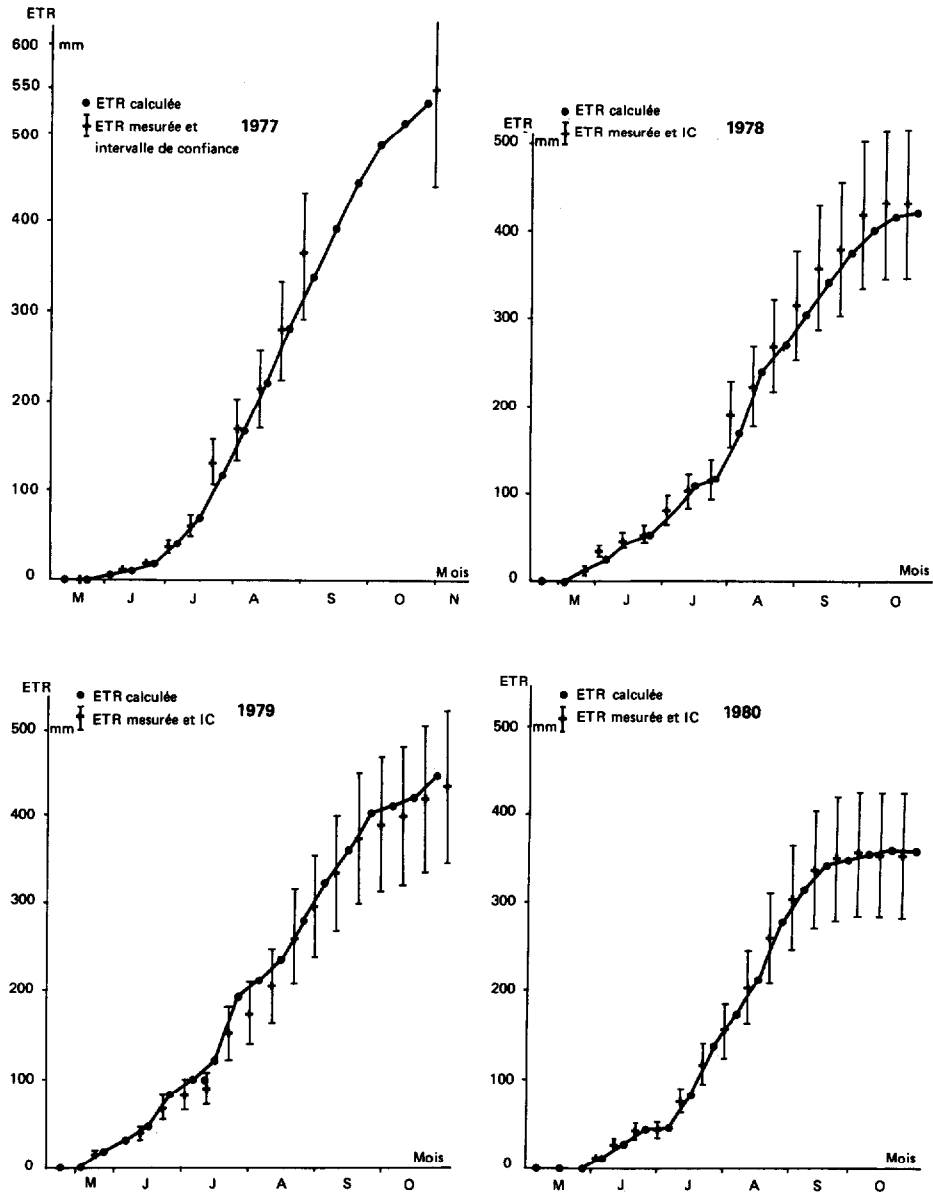 ETR
600 mm
550
500
400
300
200
100
0
ETR calculée
ETR mesurée et
intervalle de confiance
1977
Mois
M J J A S O N
ETR
500 mm
400
300
200
100
0
ETR calculée
ETR mesurée et IC
1978
Mois
M J J A S O
ETR
500 mm
400
300
200
100
0
ETR calculée
ETR mesurée et IC
1979
Mois
M J J A S O
ETR
500 mm
400
300
200
100
0
ETR calculée
ETR mesurée et IC
1980
Mois
M J J A S O